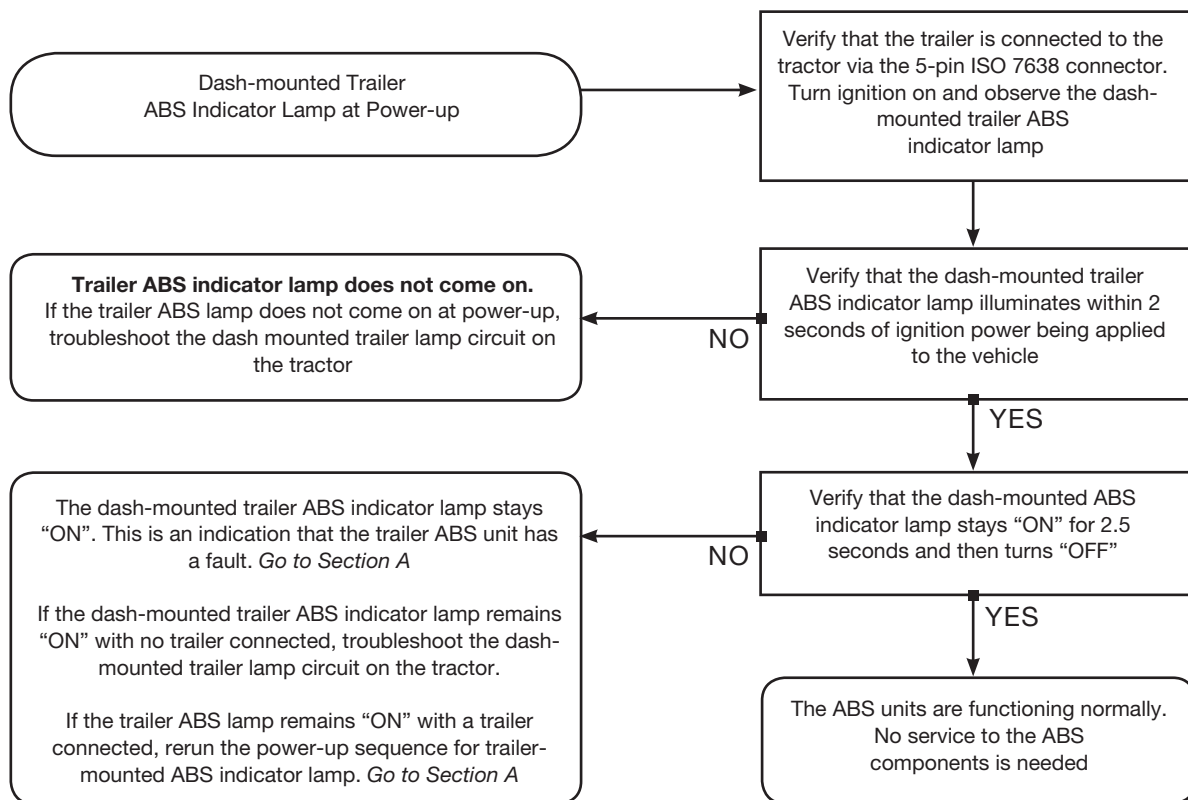 Dash-mounted Trailer
ABS Indicator Lamp at Power-up
Verify that the trailer is connected to the
tractor via the 5-pin ISO 7638 connector.
Turn ignition on and observe the dash-
mounted trailer ABS
indicator lamp
Trailer ABS indicator lamp does not come on.
If the trailer ABS lamp does not come on at power-up,
troubleshoot the dash mounted trailer lamp circuit on
the tractor
NO
Verify that the dash-mounted trailer
ABS indicator lamp illuminates within 2
seconds of ignition power being applied
to the vehicle
YES
The dash-mounted trailer ABS indicator lamp stays
“ON”. This is an indication that the trailer ABS unit has
a fault. Go to Section A
If the dash-mounted trailer ABS indicator lamp remains
“ON” with no trailer connected, troubleshoot the dash-
mounted trailer lamp circuit on the tractor.
If the trailer ABS lamp remains “ON” with a trailer
connected, rerun the power-up sequence for trailer-
mounted ABS indicator lamp. Go to Section A
NO
Verify that the dash-mounted ABS
indicator lamp stays “ON” for 2.5
seconds and then turns “OFF”
YES
The ABS units are functioning normally.
No service to the ABS
components is needed